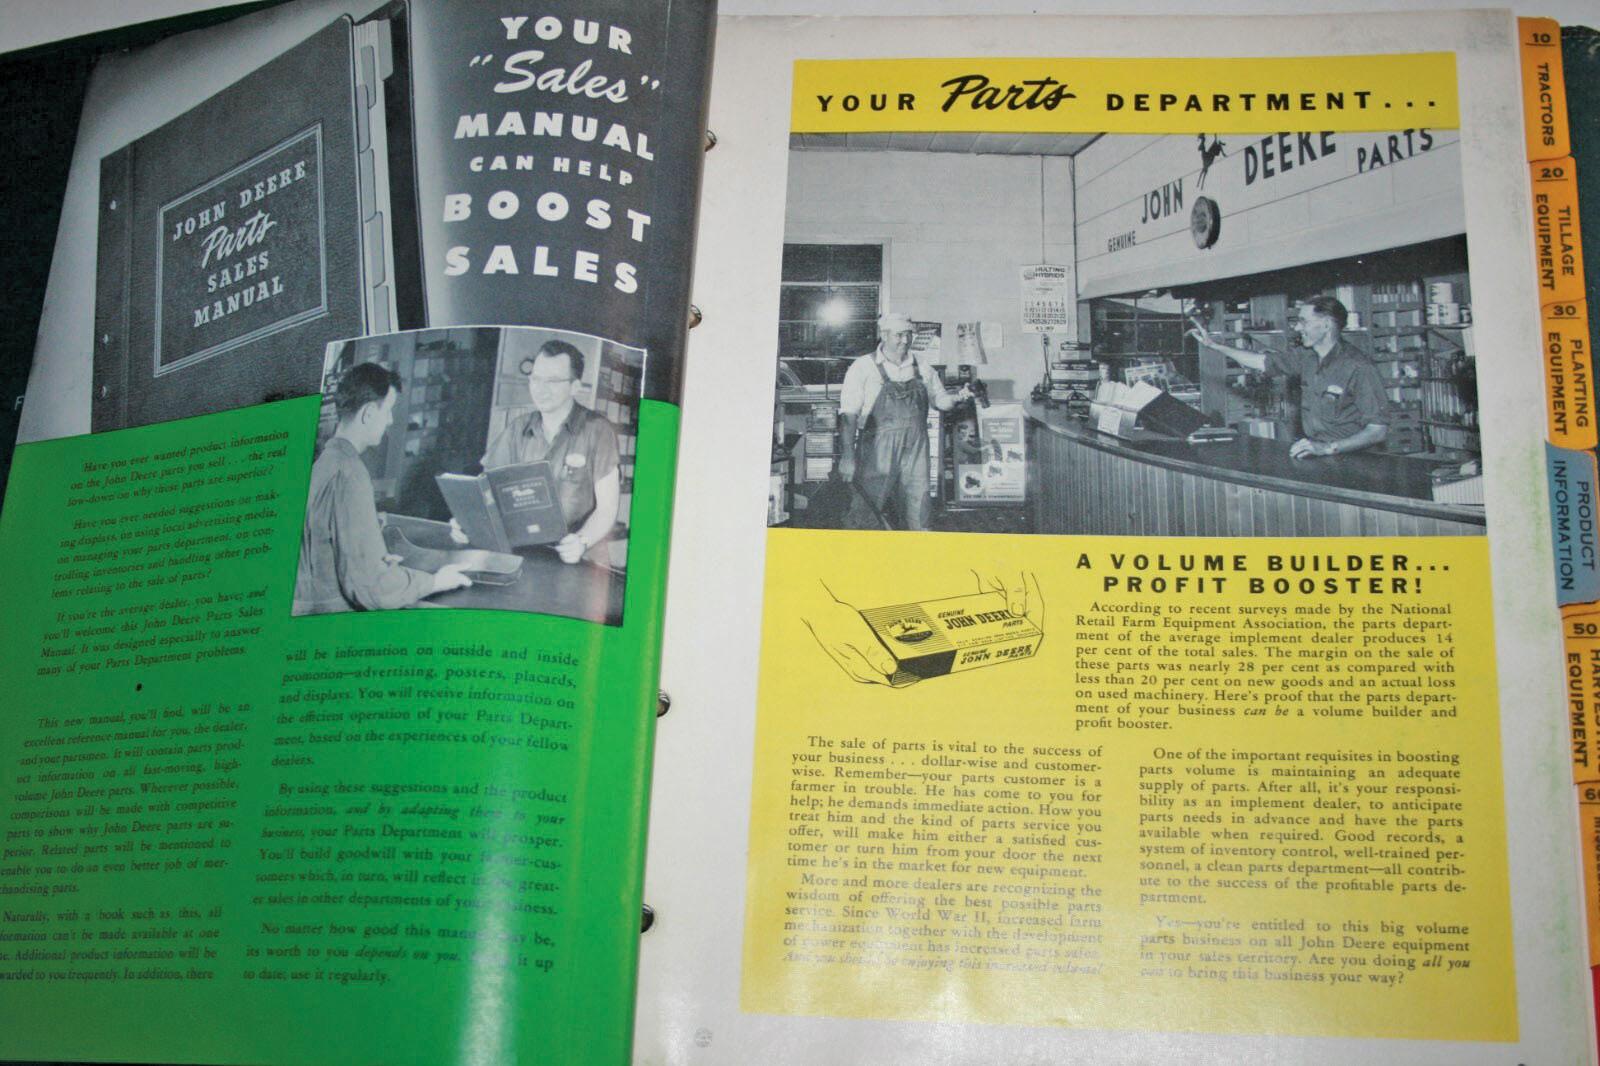 YOUR
"Sales"
MANUAL
CAN HELP
BOOST
SALES
JOHN DEERE
Parts
SALES
MANUAL
Have you ever wanted product information
on the John Deere parts you sell . . . the real
low-down on why these parts are superior?
Have you ever needed suggestions on mak-
ing displays, on using local advertising media,
on managing your parts department, on con-
trolling inventories and handling other prob-
lems relating to the sale of parts?
If you're the average dealer, you have; and
you'll welcome this John Deere Parts Sales
Manual. It was designed especially to answer
many of your Parts Department problems.
This new manual, you'll find, will be an
excellent reference manual for you, the dealer,
and your partsmen. It will contain parts prod-
uct information on all fast-moving, high-
volume John Deere parts. Wherever possible,
comparisons will be made with competitive
parts to show why John Deere parts are su-
perior. Related parts will be mentioned to
enable you to do an even better job of mer-
chandising parts.
Naturally, with a book such as this, all
formation can't be made available at one
e. Additional product information will be
warded to you frequently. In addition, there
will be information on outside and inside
promotion—advertising, posters, placards,
and displays. You will receive information on
the efficient operation of your Parts Depart-
ment, based on the experiences of your fellow
dealers.
By using these suggestions and the product
information, and by adapting them to your
business, your Parts Department will prosper.
You'll build goodwill with your farmer-cus-
tomers which, in turn, will reflect in great-
er sales in other departments of your business.
No matter how good this manual may be,
its worth to you depends on you. it up
to date; use it regularly.
YOUR Parts DEPARTMENT...
GENUINE JOHN DEERE PARTS
HULTING
HYBRIDS
A VOLUME BUILDER...
PROFIT BOOSTER!
GENUINE
JOHN DEERE
PARTS
GENUINE
JOHN DEERE
PARTS
According to recent surveys made by the National
Retail Farm Equipment Association, the parts depart-
ment of the average implement dealer produces 14
per cent of the total sales. The margin on the sale of
these parts was nearly 28 per cent as compared with
less than 20 per cent on new goods and an actual loss
on used machinery. Here's proof that the parts depart-
ment of your business can be a volume builder and
profit booster.
The sale of parts is vital to the success of
your business . . . dollar-wise and customer-
wise. Remember—your parts customer is a
farmer in trouble. He has come to you for
help; he demands immediate action. How you
treat him and the kind of parts service you
offer, will make him either a satisfied cus-
tomer or turn him from your door the next
time he's in the market for new equipment.
More and more dealers are recognizing the
wisdom of offering the best possible parts
service. Since World War II, increased farm
mechanization together with the development
of power equipment has increased parts sales.
And you should be enjoying this increased volume!
One of the important requisites in boosting
parts volume is maintaining an adequate
supply of parts. After all, it's your responsi-
bility as an implement dealer, to anticipate
parts needs in advance and have the parts
available when required. Good records, a
system of inventory control, well-trained per-
sonnel, a clean parts department—all contrib-
ute to the success of the profitable parts de-
partment.
Yes—you're entitled to this big volume
parts business on all John Deere equipment
in your sales territory. Are you doing all you
can to bring this business your way?
10
TRACTORS
20
TILLAGE
EQUIPMENT
30
PLANTING
EQUIPMENT
PRODUCT
INFORMATION
50
HARVESTING
EQUIPMENT